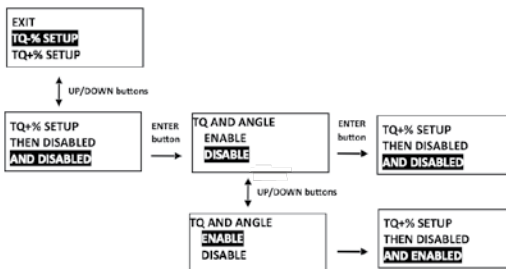 EXIT
TQ-% SETUP
TQ+% SETUP
UP/DOWN buttons
TQ+% SETUP
THEN DISABLED
AND DISABLED
ENTER
button
TQ AND ANGLE
ENABLE
DISABLE
ENTER
button
TQ+% SETUP
THEN DISABLED
AND DISABLED
UP/DOWN buttons
TQ AND ANGLE
ENABLE
DISABLE
TQ+% SETUP
THEN DISABLED
AND ENABLED